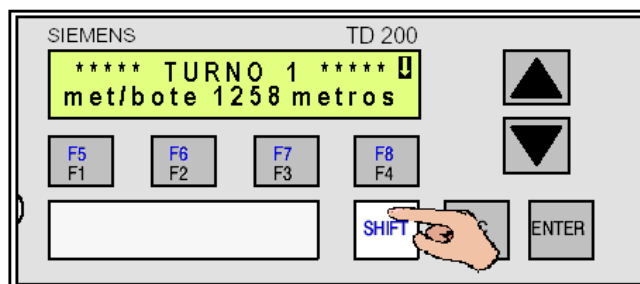 SIEMENS TD 200
***** TURNO 1 *****
met/bote 1258 metros
F5 F6 F7 F8
F1 F2 F3 F4
SHIFT C ENTER